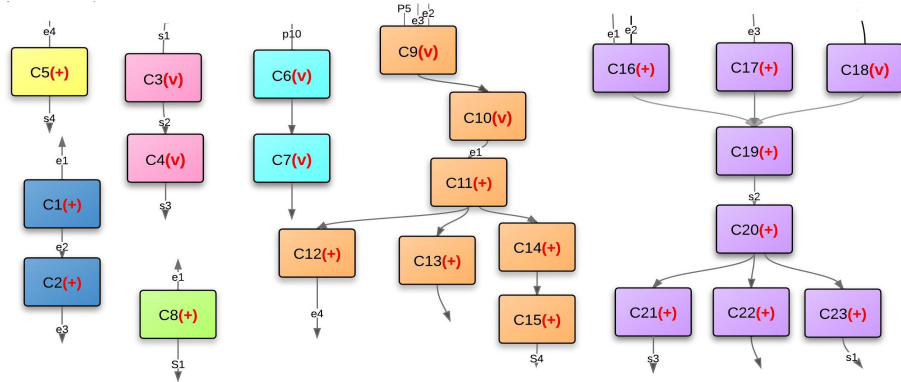 e4
C5(+)
s4
e1
C1(+)
e2
C2(+)
e3
s1
C3(v)
s2
C4(v)
s3
e1
C8(+)
S1
p10
C6(v)
C7(v)
P5 e3 e2
C9(v)
C10(v)
e1
C11(+)
C12(+)
e4
C13(+)
C14(+)
C15(+)
S4
e1 e2
C16(+)
e3
C17(+)
C18(v)
C19(+)
s2
C20(+)
C21(+)
s3
C22(+)
C23(+)
s1